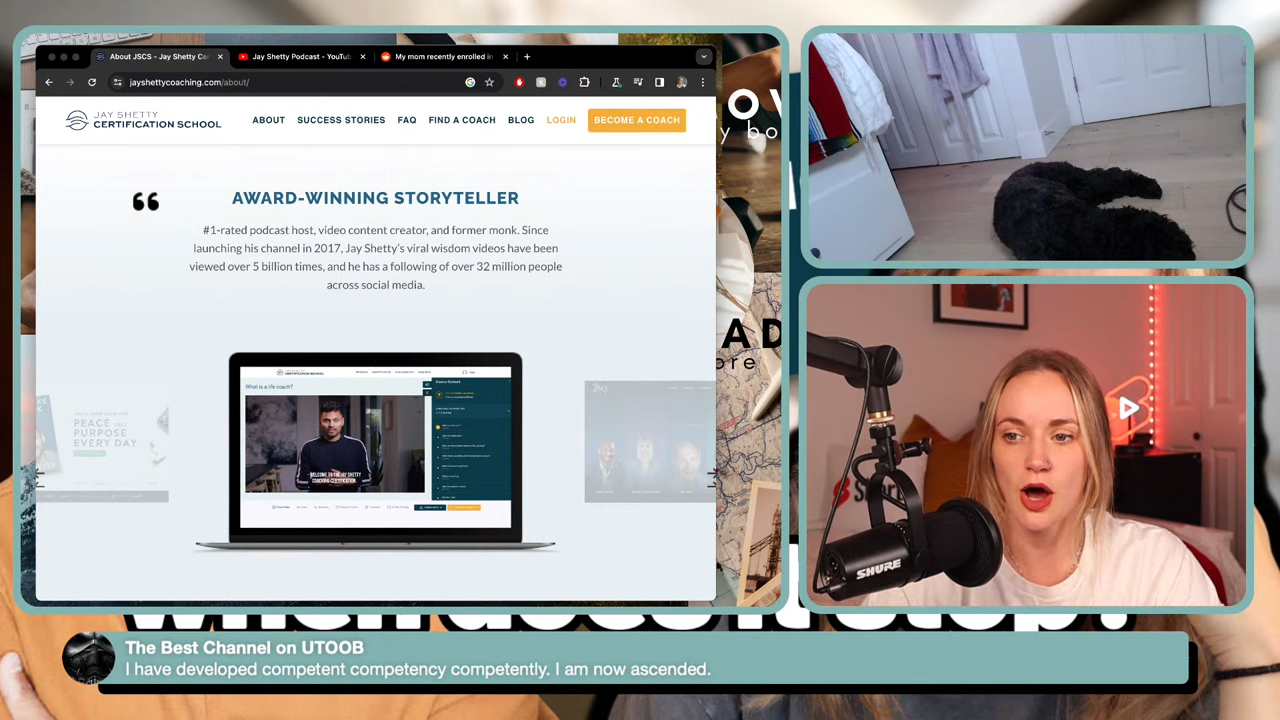 About JSCS - Jay Shetty Ce
Jay Shetty Podcast - YouTub
My mom recently enrolled in
jayshettycoaching.com/about/
JAY SHETTY
CERTIFICATION SCHOOL
ABOUT
SUCCESS STORIES
FAQ
FIND A COACH
BLOG
LOGIN
BECOME A COACH
AWARD-WINNING STORYTELLER
#1-rated podcast host, video content creator, and former monk. Since
launching his channel in 2017, Jay Shetty's viral wisdom videos have been
viewed over 5 billion times, and he has a following of over 32 million people
across social media.
What is a life coach?
WELCOME TO THE JAY SHETTY
COACHING CERTIFICATION.
PEACE AND
PURPOSE
EVERY DAY
SHURE
The Best Channel on UTOOB
I have developed competent competency competently. I am now ascended.